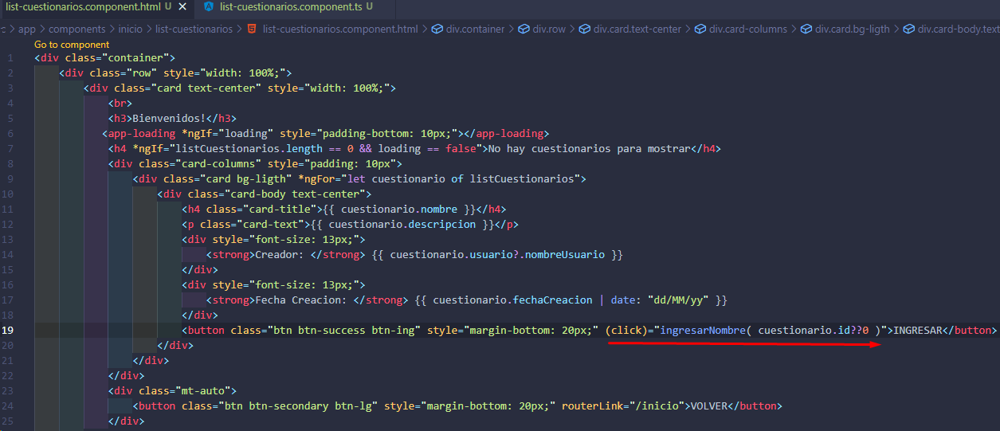 list-cuestionarios.component.html U × list-cuestionarios.component.ts U
> app > components > inicio > list-cuestionarios > list-cuestionarios.component.html > div.container > div.row > div.card.text-center > div.card-columns > div.card.bg-ligth > div.card-body.text
Go to component
1 <div class="container">
2 <div class="row" style="width: 100%;">
3 <div class="card text-center" style="width: 100%;">
4 <br>
5 <h3>Bienvenidos!</h3>
6 <app-loading *ngIf="loading" style="padding-bottom: 10px;"></app-loading>
7 <h4 *ngIf="listCuestionarios.length == 0 && loading == false">No hay cuestionarios para mostrar</h4>
8 <div class="card-columns" style="padding: 10px">
9 <div class="card bg-ligth" *ngFor="let cuestionario of listCuestionarios">
10 <div class="card-body text-center">
11 <h4 class="card-title">{{ cuestionario.nombre }}</h4>
12 <p class="card-text">{{ cuestionario.descripcion }}</p>
13 <div style="font-size: 13px;">
14 <strong>Creador: </strong> {{ cuestionario.usuario?.nombreUsuario }}
15 </div>
16 <div style="font-size: 13px;">
17 <strong>Fecha Creacion: </strong> {{ cuestionario.fechaCreacion | date: "dd/MM/yy" }}
18 </div>
19 <button class="btn btn-success btn-ing" style="margin-bottom: 20px;" (click)="ingresarNombre( cuestionario.id??0 )">INGRESAR</button>
20 </div>
21 </div>
22 </div>
23 <div class="mt-auto">
24 <button class="btn btn-secondary btn-lg" style="margin-bottom: 20px;" routerLink="/inicio">VOLVER</button>
25 </div>